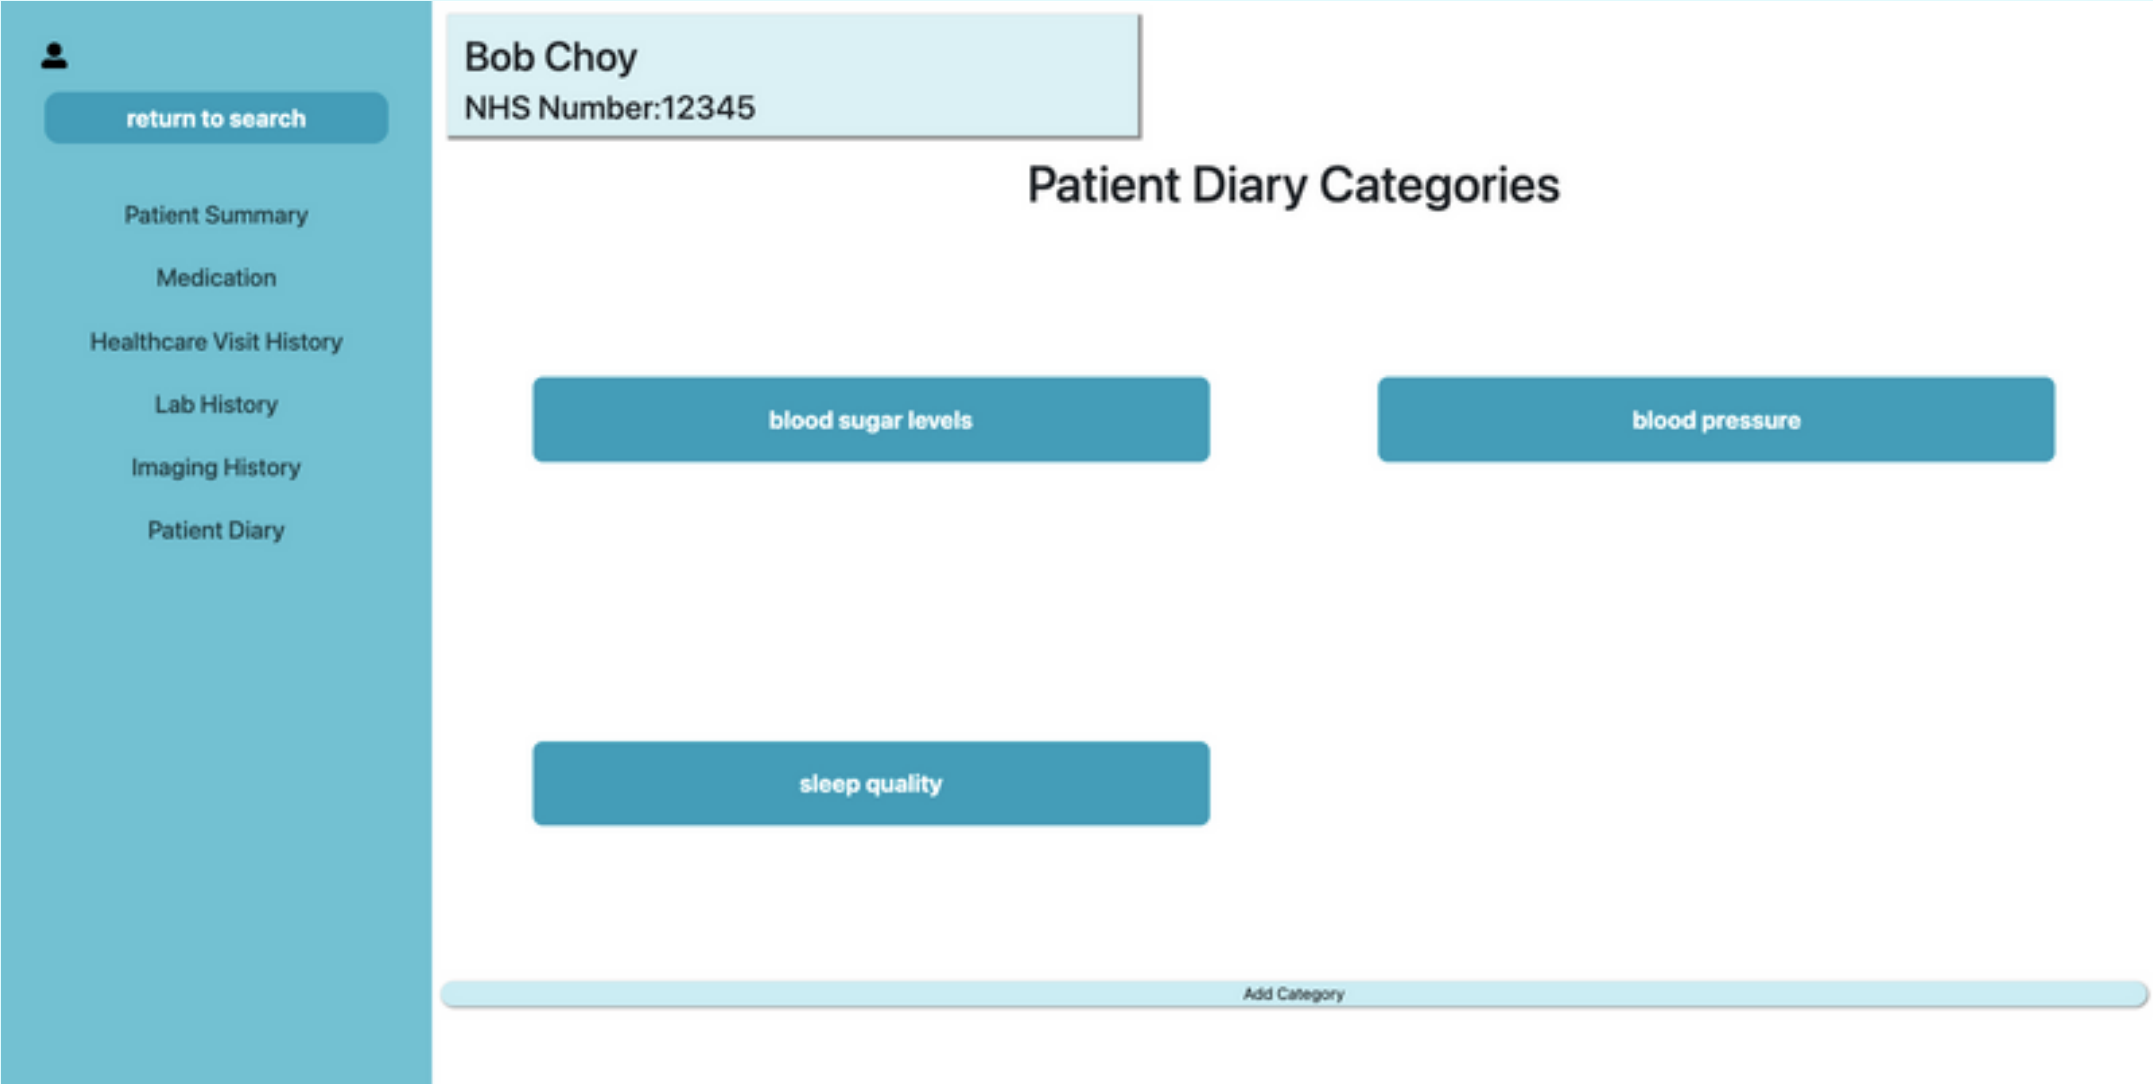 return to search
Patient Summary
Medication
Healthcare Visit History
Lab History
Imaging History
Patient Diary
Bob Choy
NHS Number:12345
Patient Diary Categories
blood sugar levels
blood pressure
sleep quality
Add Category